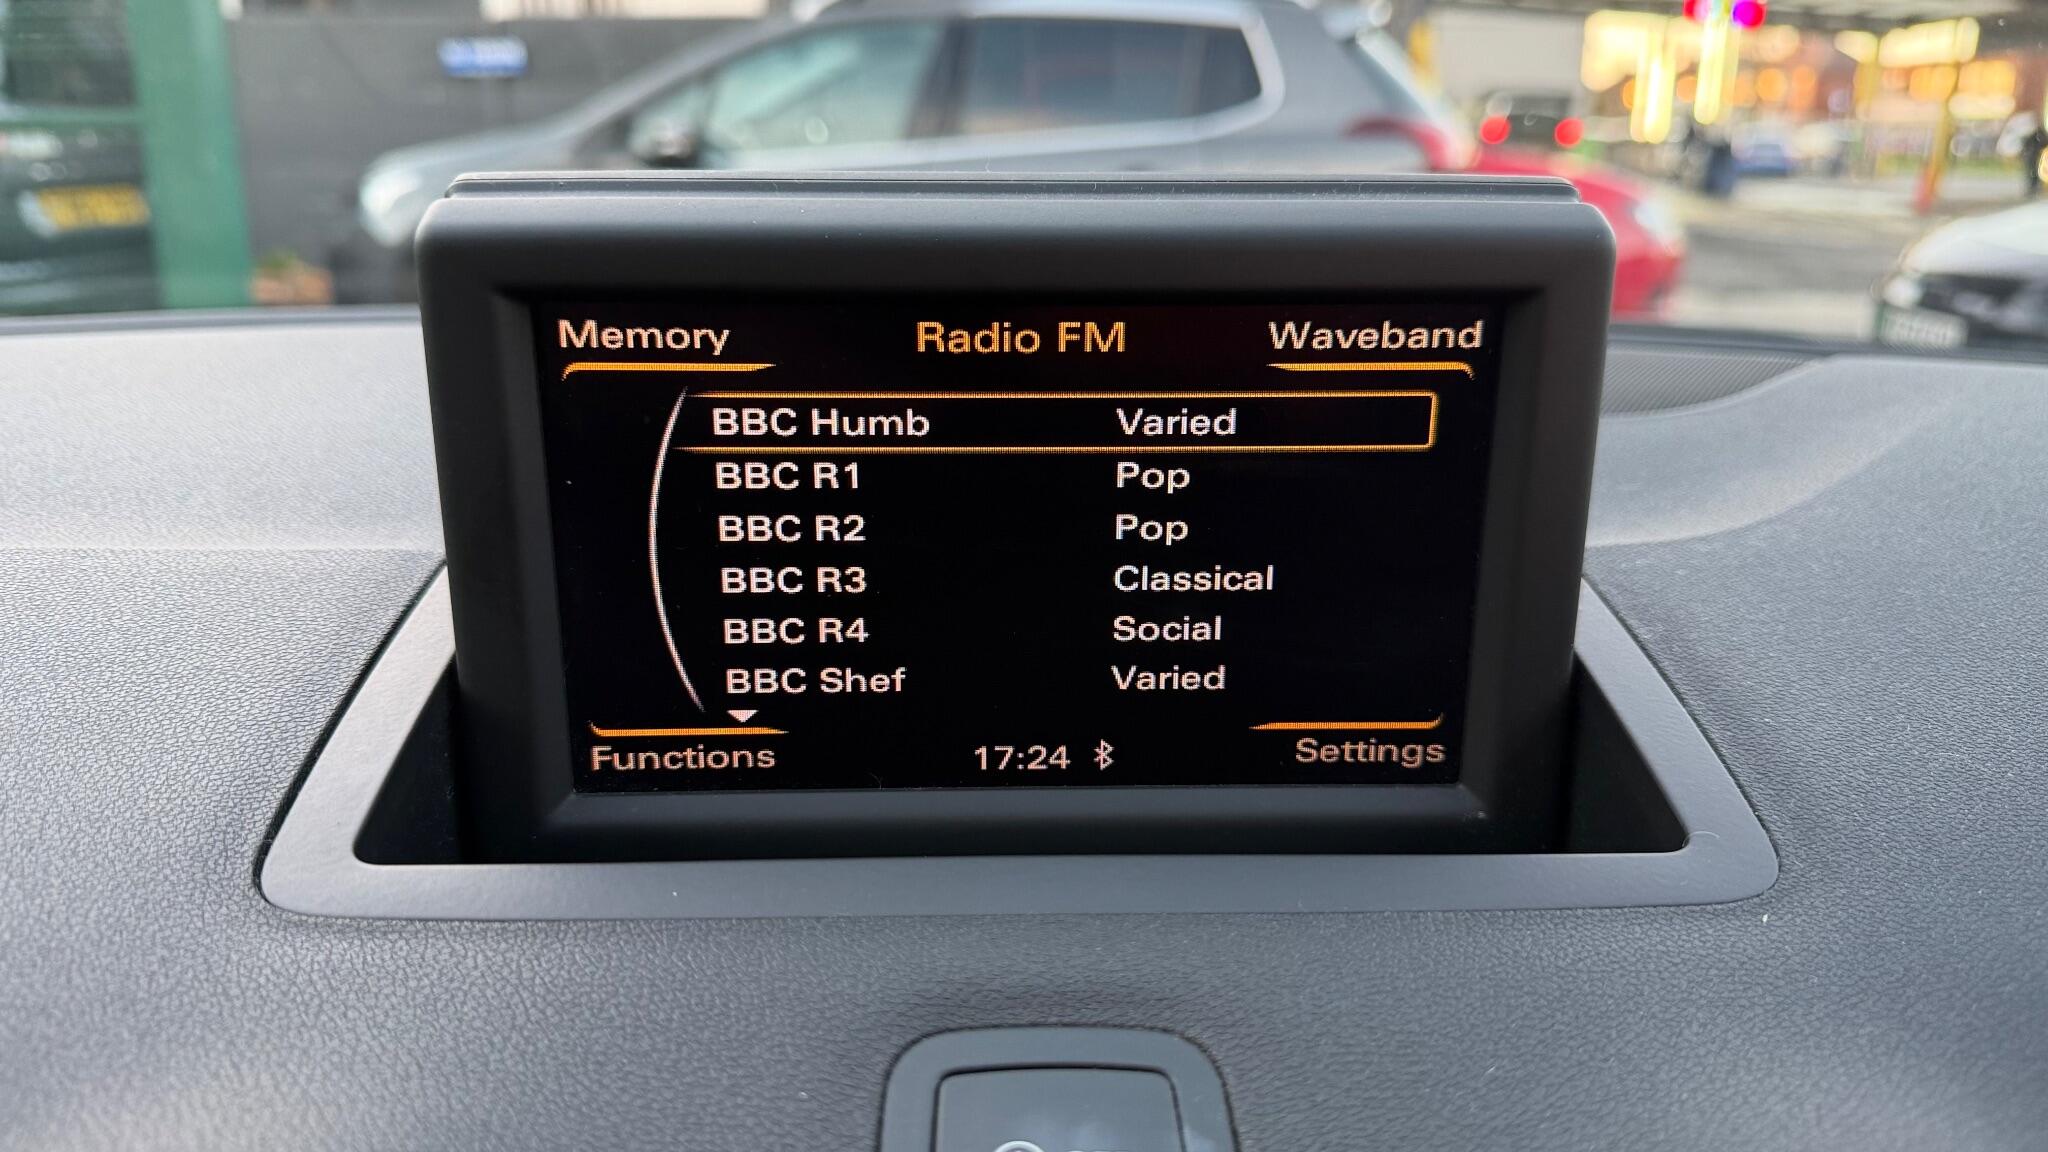 Memory Radio FM Waveband
BBC Humb Varied
BBC R1 Pop
BBC R2 Pop
BBC R3 Classical
BBC R4 Social
BBC Shef Varied
Functions 17:24 Settings